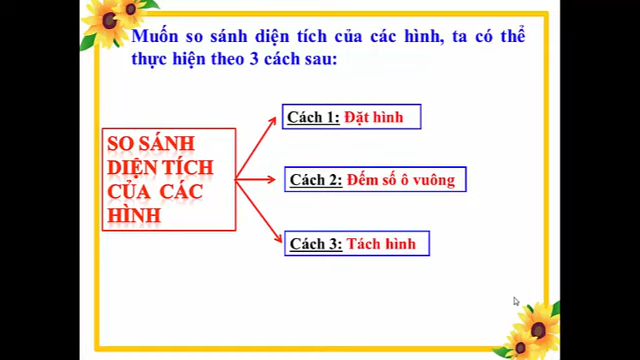 Muốn so sánh diện tích của các hình, ta có thể
thực hiện theo 3 cách sau:
Cách 1: Đặt hình
SO SÁNH
DIỆN TÍCH
CỦA CÁC
HÌNH
Cách 2: Đếm số ô vuông
Cách 3: Tách hình